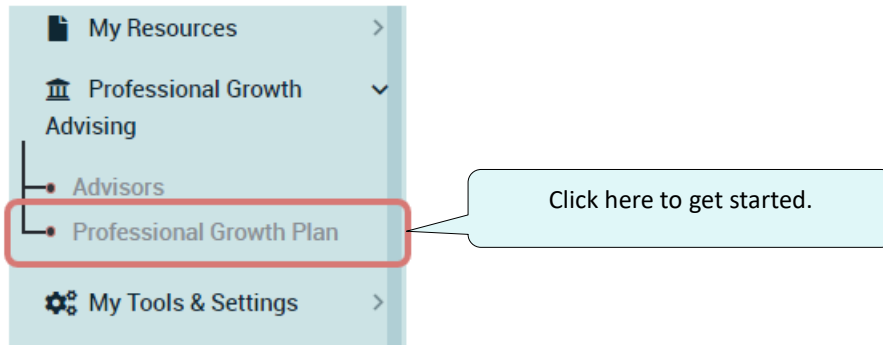 My Resources
Professional Growth
Advising
Advisors
Professional Growth Plan
Click here to get started.
My Tools & Settings